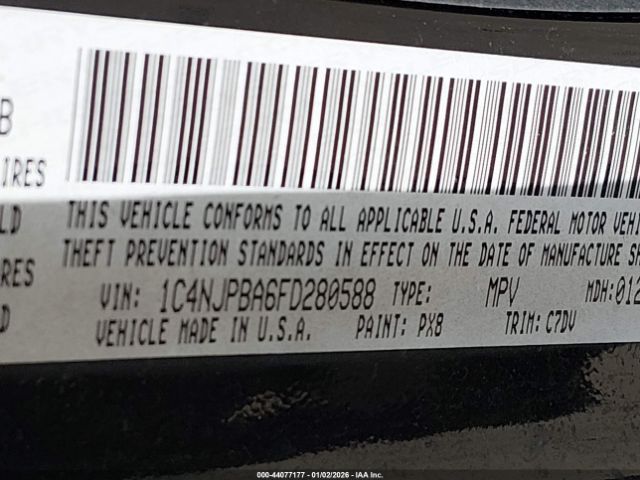 B
IRES
LD
RES
D
THIS VEHICLE CONFORMS TO ALL APPLICABLE U.S.A. FEDERAL MOTOR VEHI
THEFT PREVENTION STANDARDS IN EFFECT ON THE DATE OF MANUFACTURE SH
VIN: 1C4NJPBA6FD280588 TYPE: MPV MDH:012
VEHICLE MADE IN U.S.A. PAINT: PX8 TRIM: C7DV
000-44077177 - 01/02/2026 - IAA Inc.